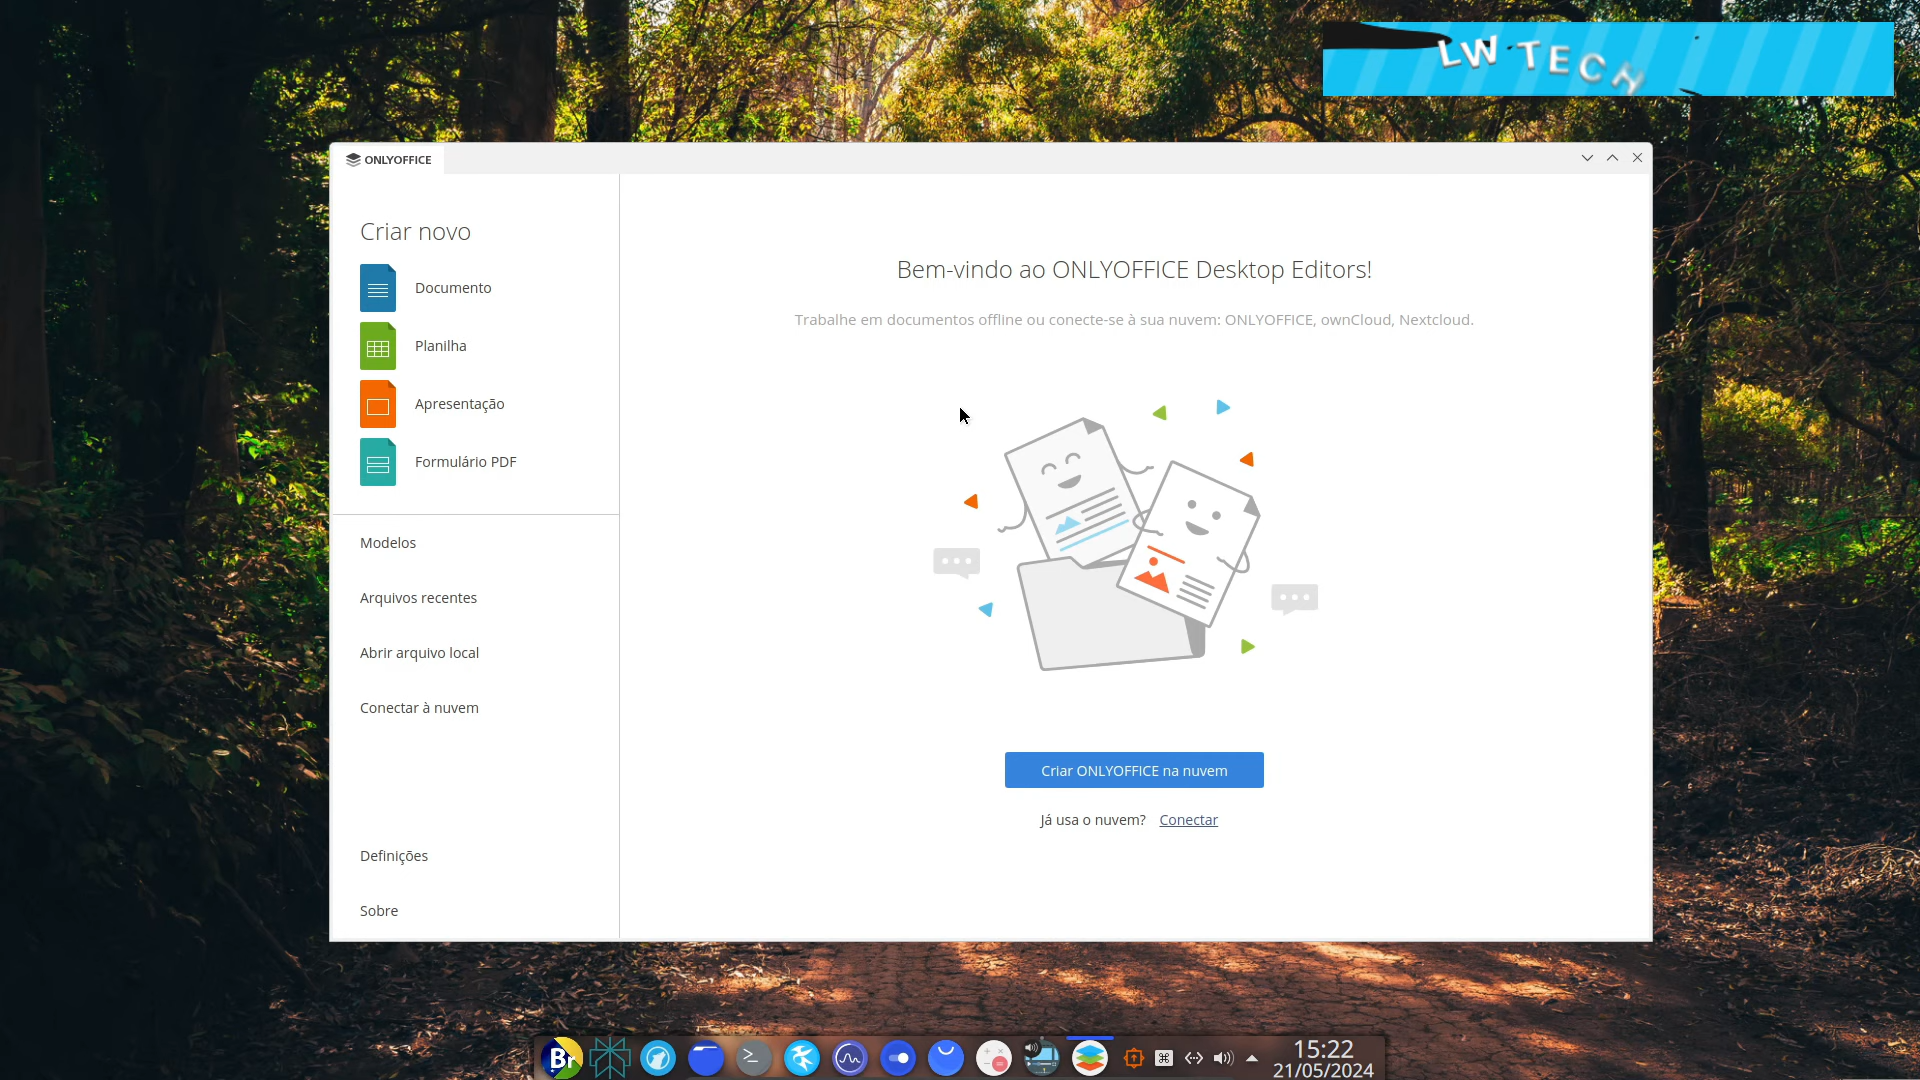 LW TECH
ONLYOFFICE
Criar novo
Documento
Planilha
Apresentação
Formulário PDF
Modelos
Arquivos recentes
Abrir arquivo local
Conectar à nuvem
Definições
Sobre
Bem-vindo ao ONLYOFFICE Desktop Editors!
Trabalhe em documentos offline ou conecte-se à sua nuvem: ONLYOFFICE, ownCloud, Nextcloud.
Criar ONLYOFFICE na nuvem
Já usa o nuvem? Conectar
Br
15:22
21/05/2024